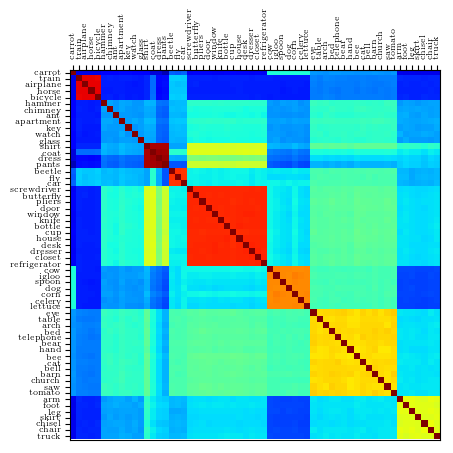 carrot
train
airplane
horse
bicycle
hammer
chimney
ant
apartment
key
watch
glass
shirt
coat
dress
pants
beetle
fly
car
screwdriver
butterfly
pliers
door
window
knife
bottle
cup
house
desk
dresser
closet
refrigerator
cow
igloo
spoon
dog
corn
celery
lettuce
eye
table
arch
bed
telephone
bear
hand
bee
cat
bell
barn
church
saw
tomato
arm
foot
leg
skirt
chisel
chair
truck